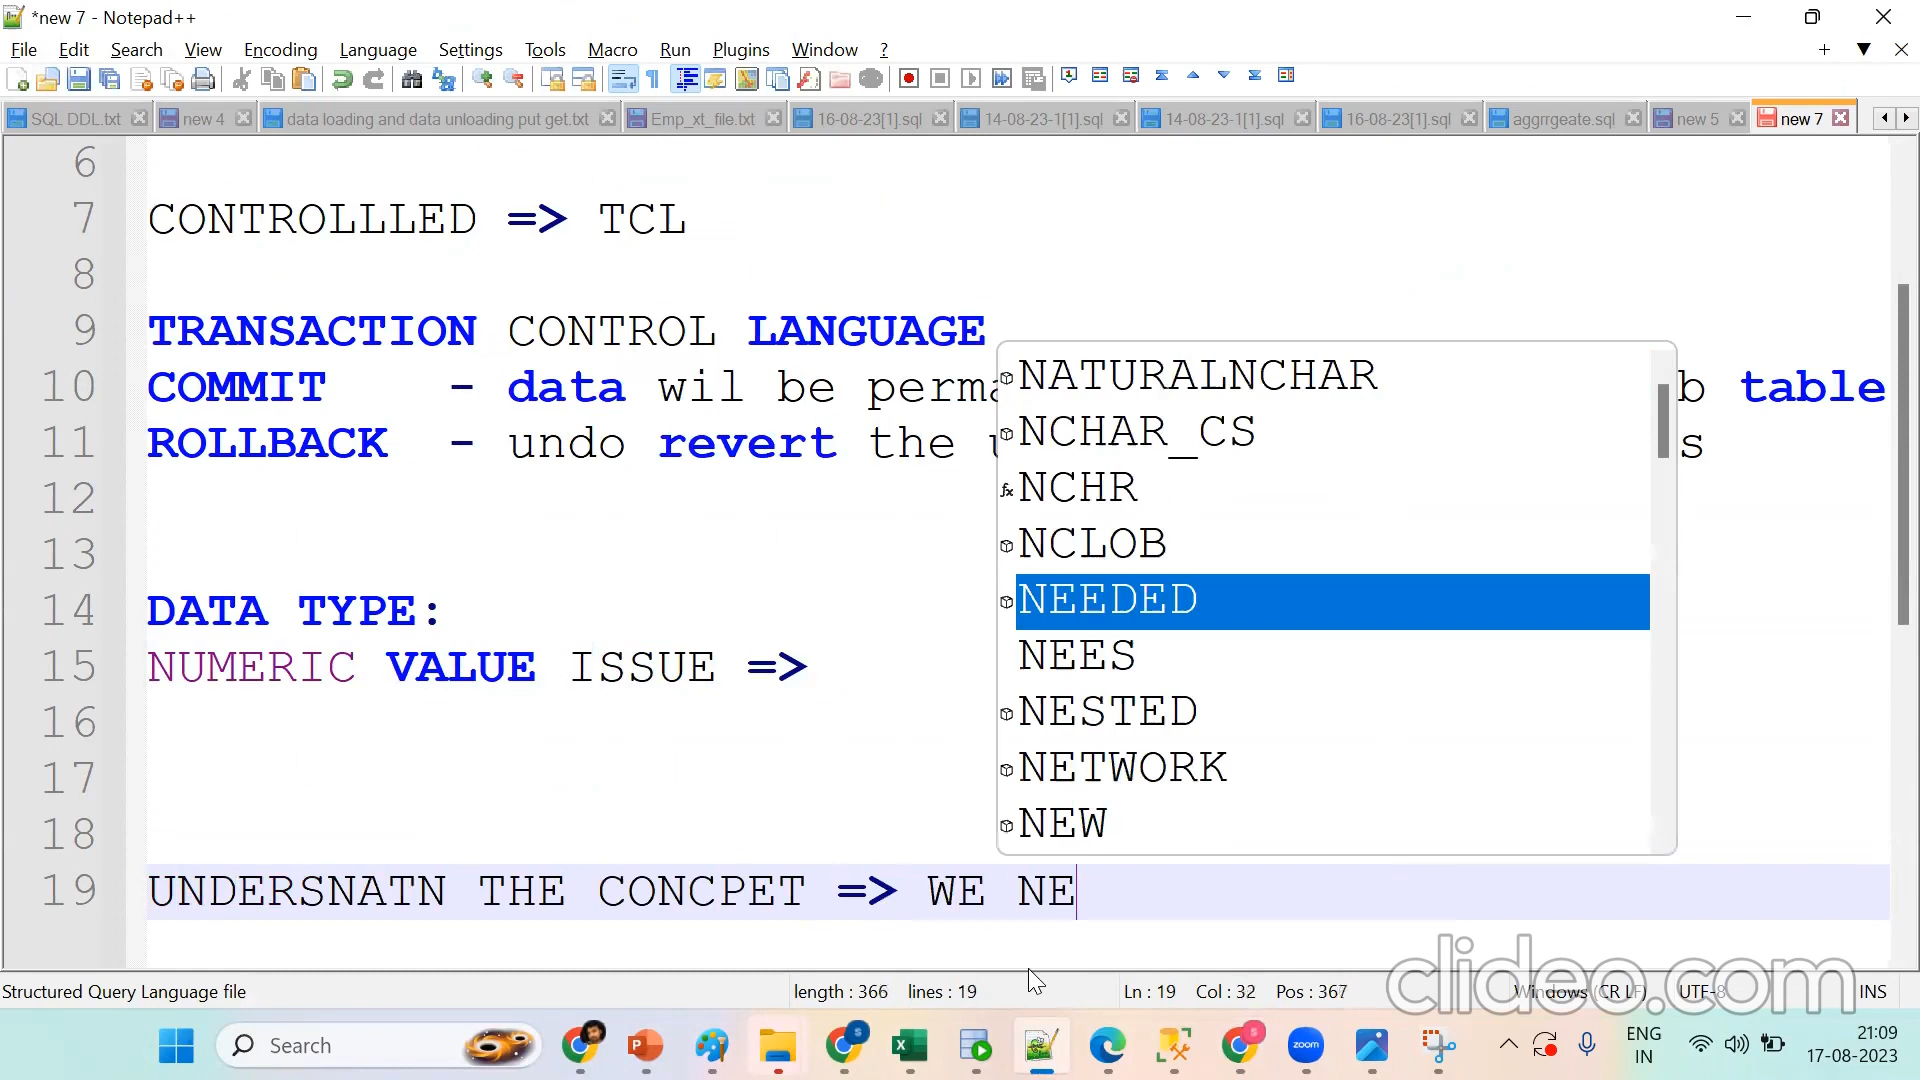 *new 7 - Notepad++
File Edit Search View Encoding Language Settings Tools Macro Run Plugins Window ?
SQL DDL.txt new 4 data loading and data unloading put get.txt Emp_xt_file.txt 16-08-23[1].sql 14-08-23-1[1].sql 14-08-23-1[1].sql 16-08-23[1].sql aggrrgeate.sql new 5 new 7
6
7 CONTROLLLED => TCL
8
9 TRANSACTION CONTROL LANGUAGE
10 COMMIT - data wil be perma b table
11 ROLLBACK - undo revert the u s
12
13
14 DATA TYPE:
15 NUMERIC VALUE ISSUE =>
16
17
18
19 UNDERSNATN THE CONCPET => WE NE
NATURALNCHAR
NCHAR_CS
NCHR
NCLOB
NEEDED
NEES
NESTED
NETWORK
NEW
clideo.com
Structured Query Language file length : 366 lines : 19 Ln : 19 Col : 32 Pos : 367 Windows (CR LF) UTF-8 INS
Search
ENG
IN
21:09
17-08-2023